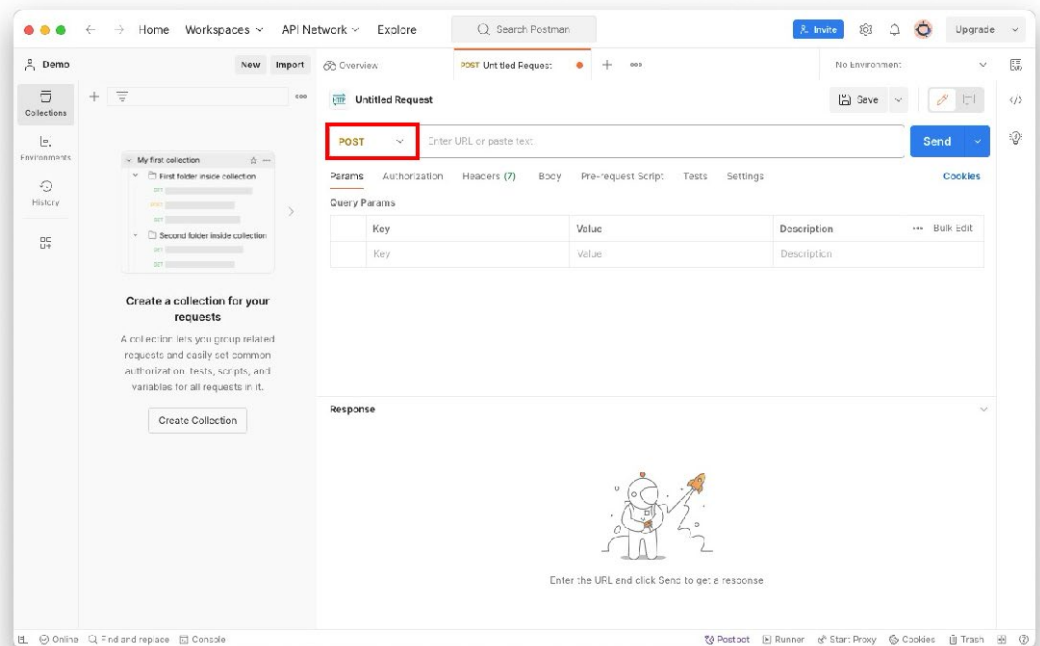 Home Workspaces API Network Explore Search Postman Invite Upgrade
Demo New Import Overview POST Untitled Request No Environment
Collections
Untitled Request Save
POST Enter URL or paste text Send
Environments
Params Authorization Headers (7) Body Pre-request Script Tests Settings Cookies
History
Query Params
Key Value Description Bulk Edit
Key Value Description
My first collection
First folder inside collection
GET
POST
GET
Second folder inside collection
GET
GET
Create a collection for your
requests
A collection lets you group related
requests and easily set common
authorization, tests, scripts, and
variables for all requests in it.
Create Collection
Response
Enter the URL and click Send to get a response
Online Find and replace Console Postbot Runner Start Proxy Cookies Trash